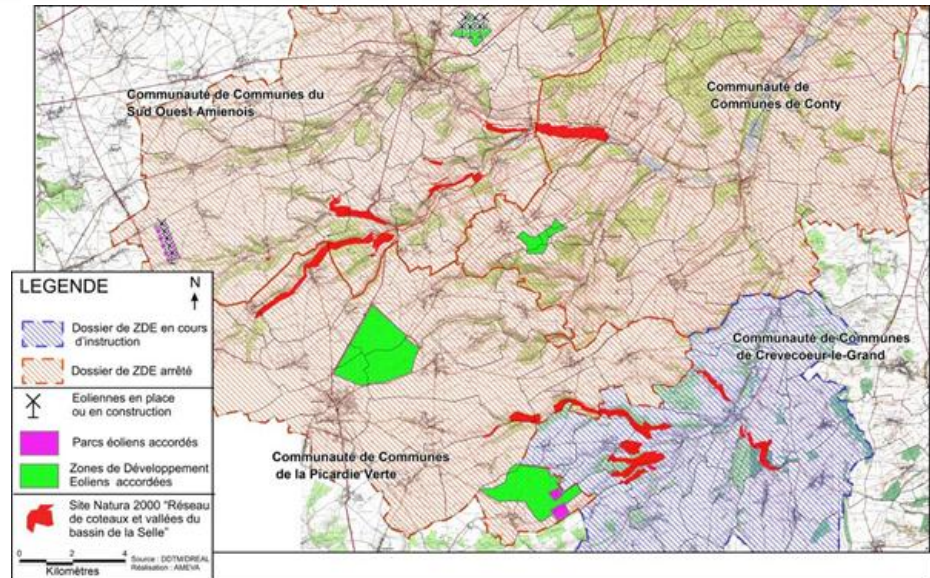 Communauté de Communes du
Sud Ouest Amienois
Communauté de
Communes de Conty
Communauté de Communes
de Crevecoeur-le-Grand
Communauté de Communes
de la Picardie Verte
LEGENDE
N
Dossier de ZDE en cours
d'instruction
Dossier de ZDE arrêté
Eoliennes en place
ou en construction
Parcs éoliens accordés
Zones de Développement
Eoliens accordées
Site Natura 2000 "Réseau
de coteaux et vallées du
bassin de la Selle"
0 2 4
Kilomètres
Source : DDTM/DREAL
Réalisation : AMEVA